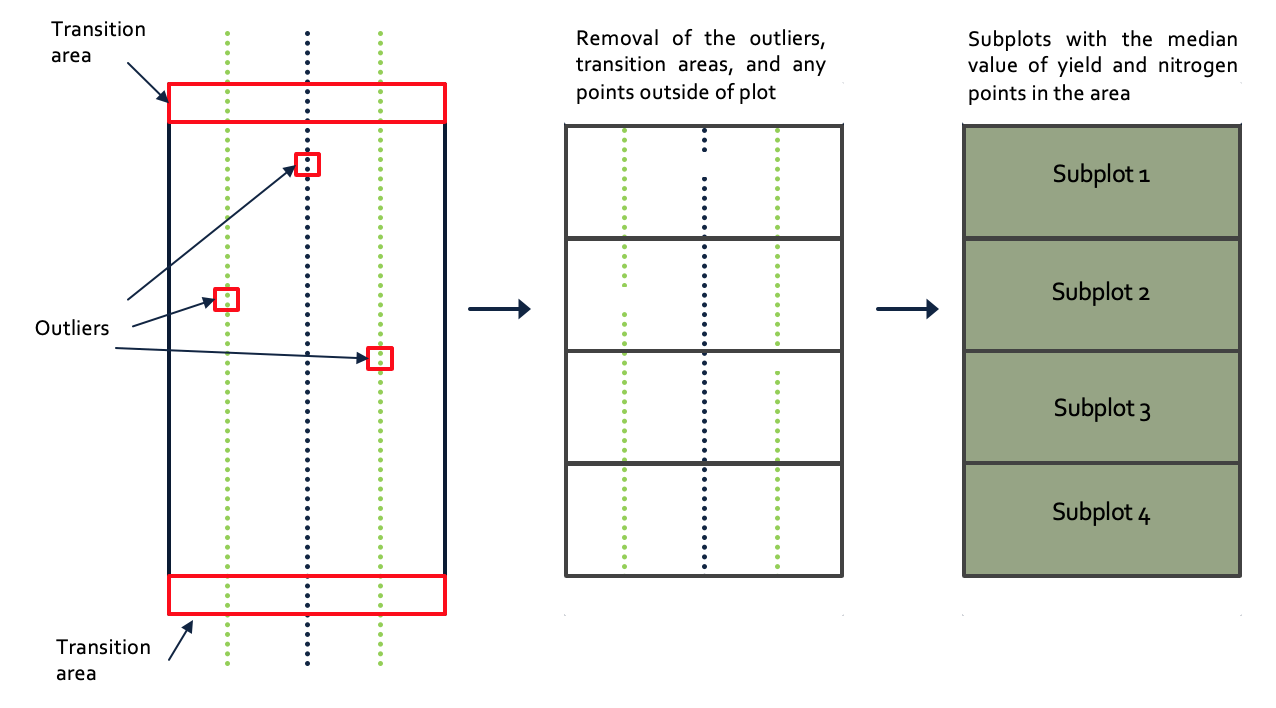 Transition
area
Outliers
Transition
area
Removal of the outliers,
transition areas, and any
points outside of plot
Subplots with the median
value of yield and nitrogen
points in the area
Subplot 1
Subplot 2
Subplot 3
Subplot 4